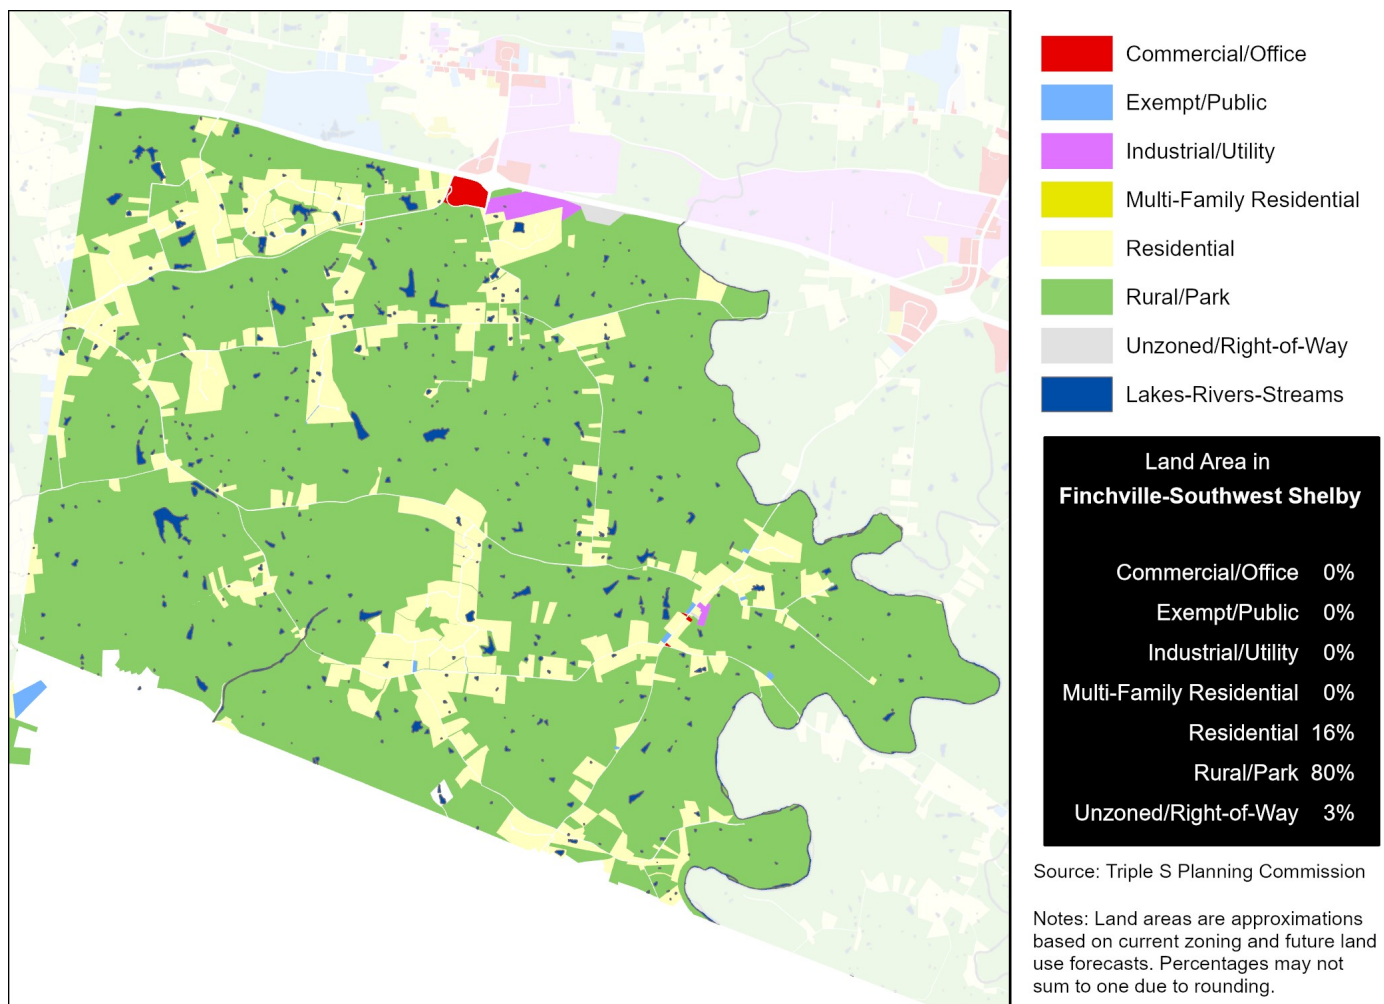 Commercial/Office
Exempt/Public
Industrial/Utility
Multi-Family Residential
Residential
Rural/Park
Unzoned/Right-of-Way
Lakes-Rivers-Streams
Land Area in
Finchville-Southwest Shelby
Commercial/Office 0%
Exempt/Public 0%
Industrial/Utility 0%
Multi-Family Residential 0%
Residential 16%
Rural/Park 80%
Unzoned/Right-of-Way 3%
Source: Triple S Planning Commission
Notes: Land areas are approximations
based on current zoning and future land
use forecasts. Percentages may not
sum to one due to rounding.